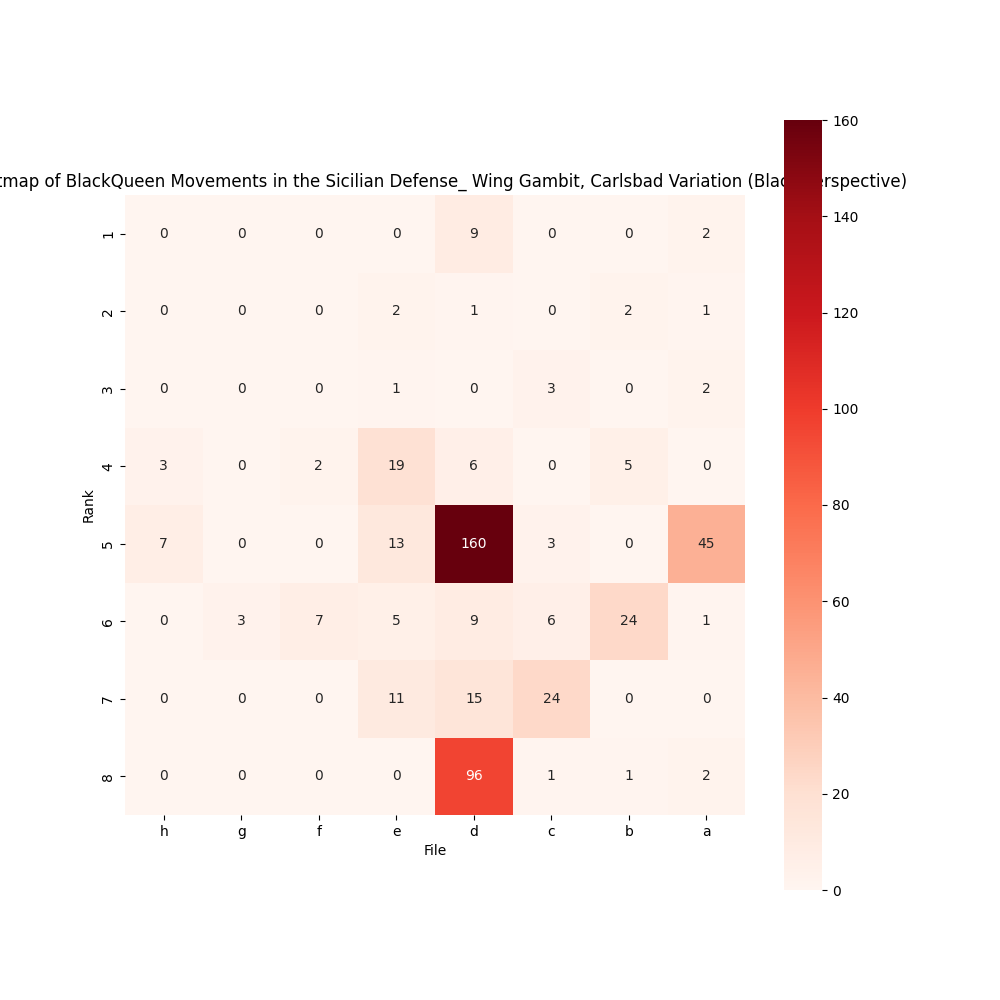 160
tmap of BlackQueen Movements in the Sicilian Defense_ Wing Gambit, Carlsbad Variation (Blac erspective)
140
120
100
80
60
40
20
0
Rank
1 0 0 0 0 9 0 0 2
2 0 0 0 2 1 0 2 1
3 0 0 0 1 0 3 0 2
4 3 0 2 19 6 0 5 0
5 7 0 0 13 160 3 0 45
6 0 3 7 5 9 6 24 1
7 0 0 0 11 15 24 0 0
8 0 0 0 0 96 1 1 2
h g f e d c b a
File